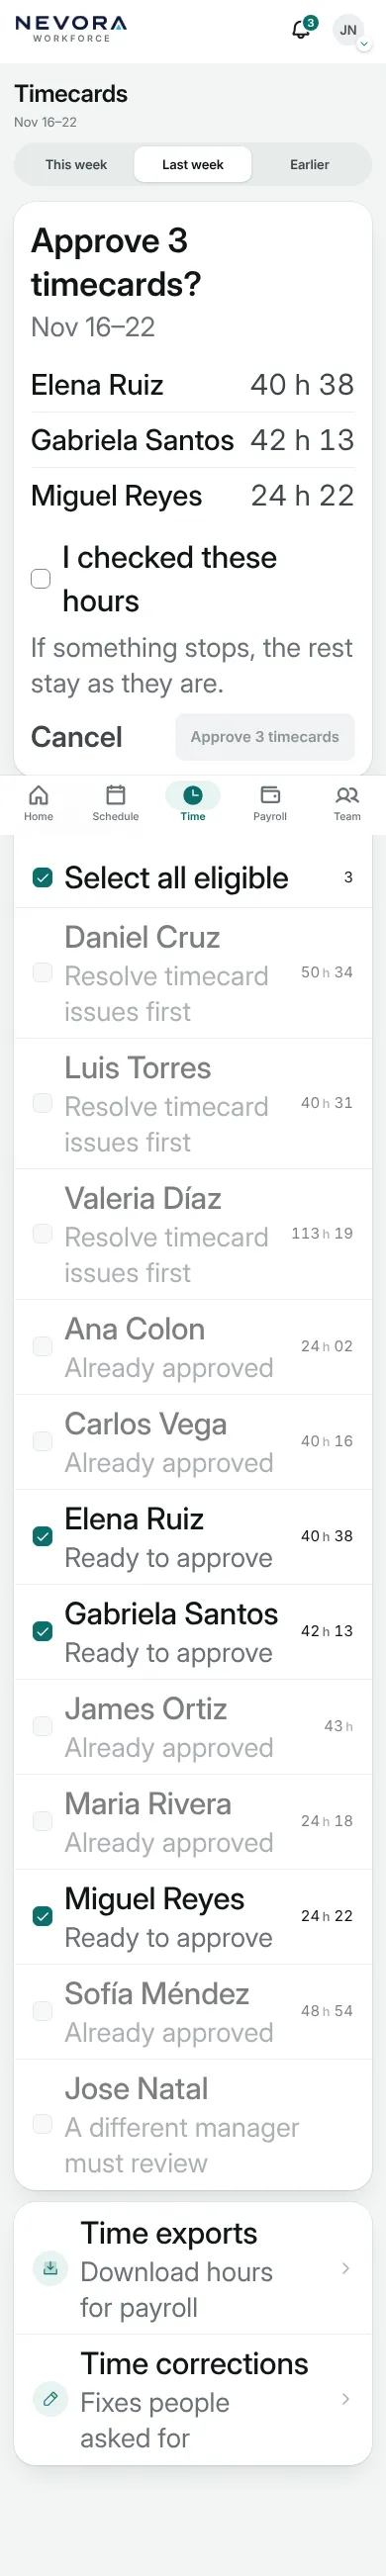 NEVORA
WORKFORCE
3
JN
Timecards
Nov 16–22
This week
Last week
Earlier
Approve 3
timecards?
Nov 16–22
Elena Ruiz 40 h 38
Gabriela Santos 42 h 13
Miguel Reyes 24 h 22
I checked these
hours
If something stops, the rest
stay as they are.
Cancel
Approve 3 timecards
Home
Schedule
Time
Payroll
Team
Select all eligible 3
Daniel Cruz
Resolve timecard
issues first
50 h 34
Luis Torres
Resolve timecard
issues first
40 h 31
Valeria Díaz
Resolve timecard
issues first
113 h 19
Ana Colon
Already approved
24 h 02
Carlos Vega
Already approved
40 h 16
Elena Ruiz
Ready to approve
40 h 38
Gabriela Santos
Ready to approve
42 h 13
James Ortiz
Already approved
43 h
Maria Rivera
Already approved
24 h 18
Miguel Reyes
Ready to approve
24 h 22
Sofía Méndez
Already approved
48 h 54
Jose Natal
A different manager
must review
Time exports
Download hours
for payroll
Time corrections
Fixes people
asked for